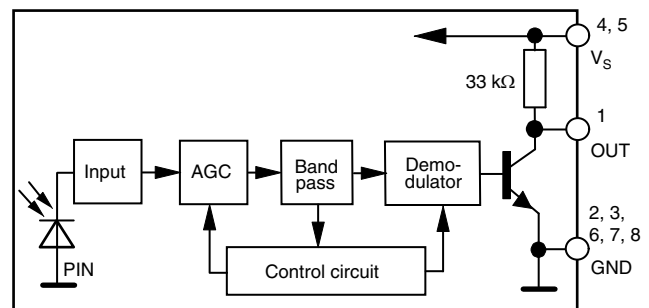 4, 5
V_S
33 kΩ
1
OUT
Input
AGC
Band
pass
Demo-
dulator
2, 3,
6, 7, 8
GND
PIN
Control circuit